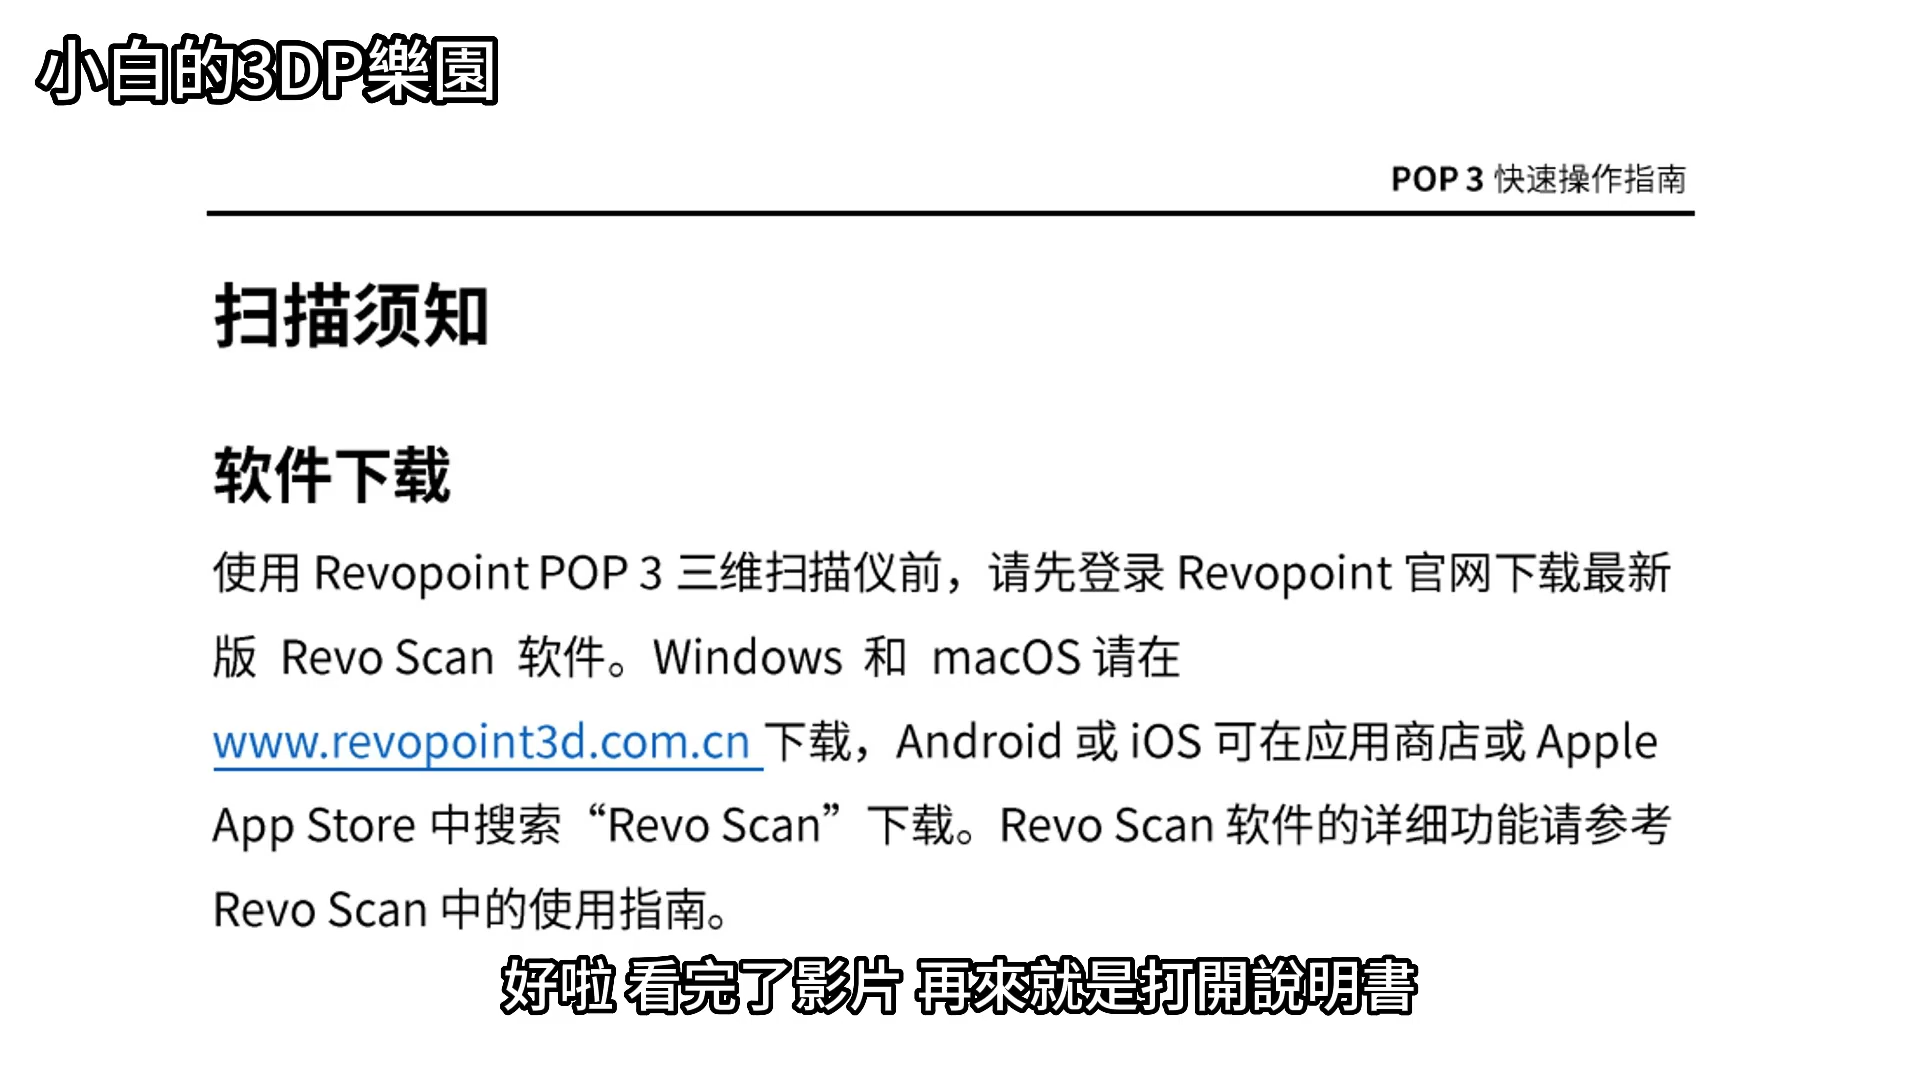 小白的3DP樂園
POP 3 快速操作指南
扫描须知
软件下载
使用 Revopoint POP 3 三维扫描仪前，请先登录 Revopoint 官网下载最新
版 Revo Scan 软件。Windows 和 macOS 请在
www.revopoint3d.com.cn 下载，Android 或 iOS 可在应用商店或 Apple
App Store 中搜索“Revo Scan”下载。Revo Scan 软件的详细功能请参考
Revo Scan 中的使用指南。
好啦 看完了影片 再來就是打開說明書